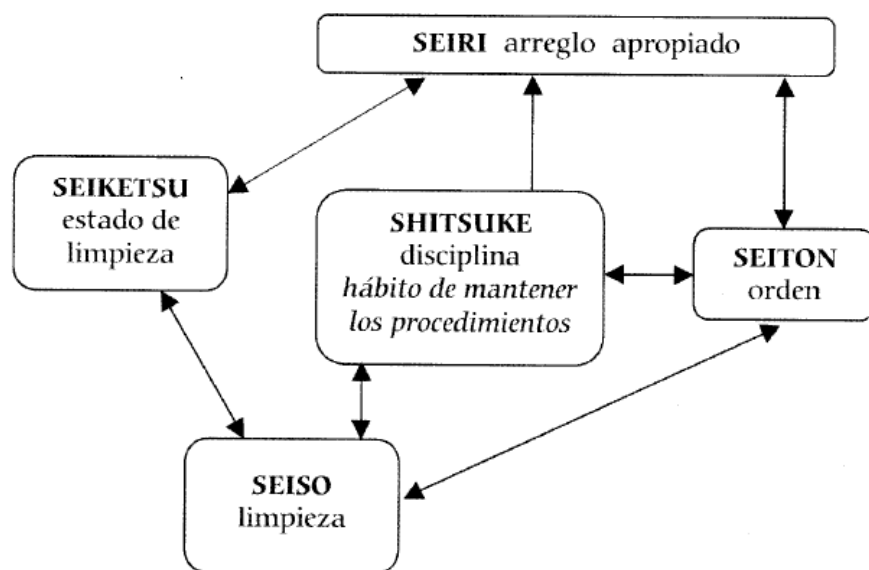 SEIRI arreglo apropiado
SEIKETSU
estado de
limpieza
SHITSUKE
disciplina
hábito de mantener
los procedimientos
SEITON
orden
SEISO
limpieza